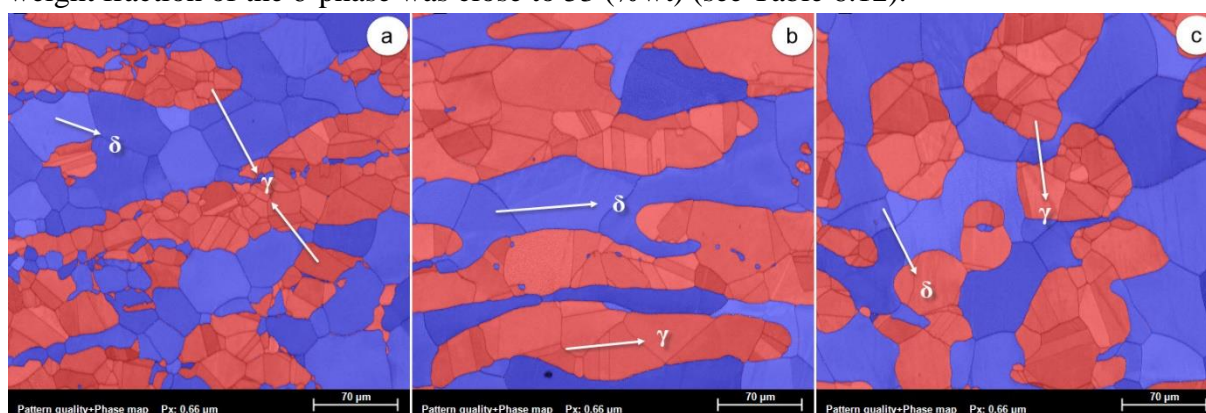 weight fraction of the δ-phase was close to 55 (%wt) (see Table 6.12).
a
b
c
δ
γ
δ
γ
γ
δ
70 µm
70 µm
70 µm
Pattern quality+Phase map Px: 0.66 µm
Pattern quality+Phase map Px: 0.66 µm
Pattern quality+Phase map Px: 0.66 µm